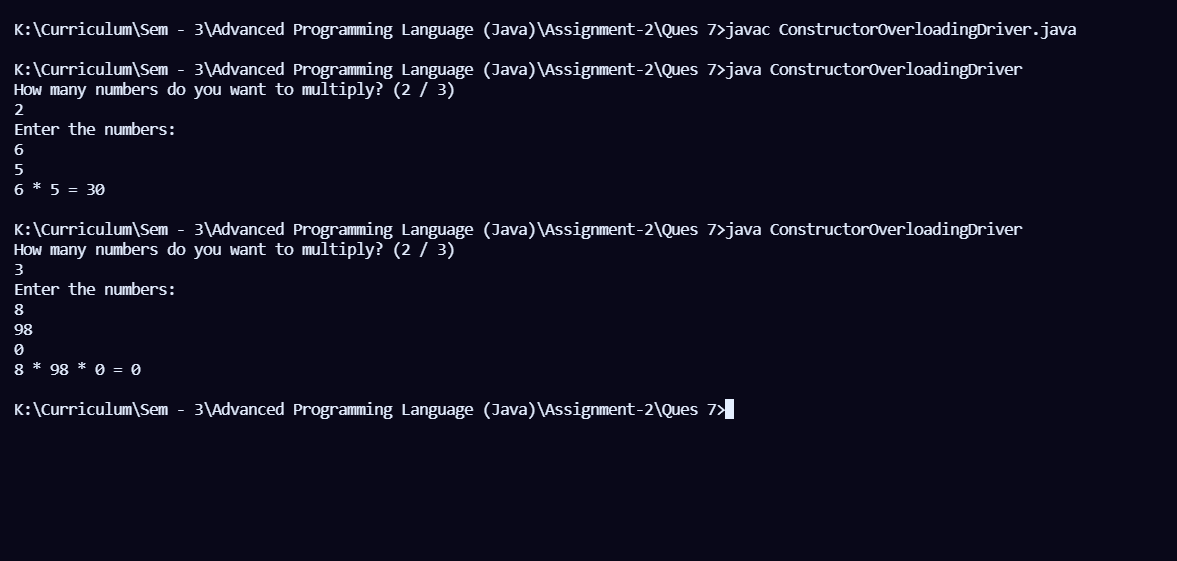 K:\Curriculum\Sem - 3\Advanced Programming Language (Java)\Assignment-2\Ques 7>javac ConstructorOverloadingDriver.java
K:\Curriculum\Sem - 3\Advanced Programming Language (Java)\Assignment-2\Ques 7>java ConstructorOverloadingDriver
How many numbers do you want to multiply? (2 / 3)
2
Enter the numbers:
6
5
6 * 5 = 30
K:\Curriculum\Sem - 3\Advanced Programming Language (Java)\Assignment-2\Ques 7>java ConstructorOverloadingDriver
How many numbers do you want to multiply? (2 / 3)
3
Enter the numbers:
8
98
0
8 * 98 * 0 = 0
K:\Curriculum\Sem - 3\Advanced Programming Language (Java)\Assignment-2\Ques 7>